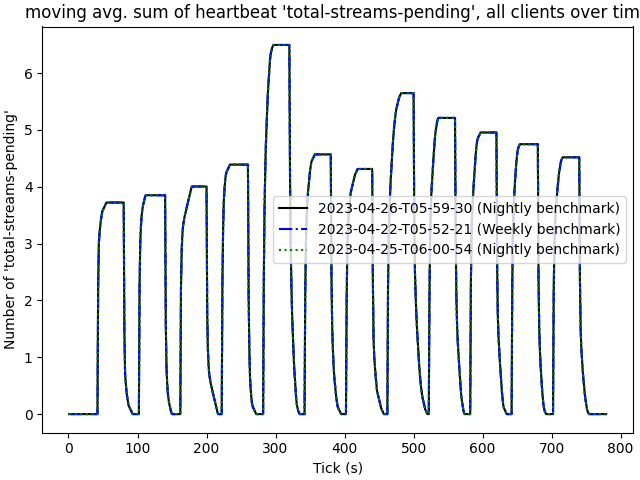 moving avg. sum of heartbeat 'total-streams-pending', all clients over tim
Number of 'total-streams-pending'
6
5
4
3
2
1
0
2023-04-26-T05-59-30 (Nightly benchmark)
2023-04-22-T05-52-21 (Weekly benchmark)
2023-04-25-T06-00-54 (Nightly benchmark)
0 100 200 300 400 500 600 700 800
Tick (s)